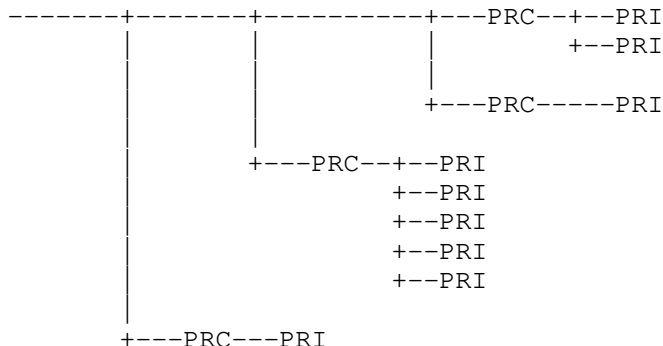 -------+-------+----------+---PRC--+--PRI
       |       |          |        +--PRI
       |       |          |
       |       |          +---PRC-----PRI
       |       |
       |       +---PRC--+--PRI
       |                +--PRI
       |                +--PRI
       |                +--PRI
       |                +--PRI
       |
       +---PRC---PRI